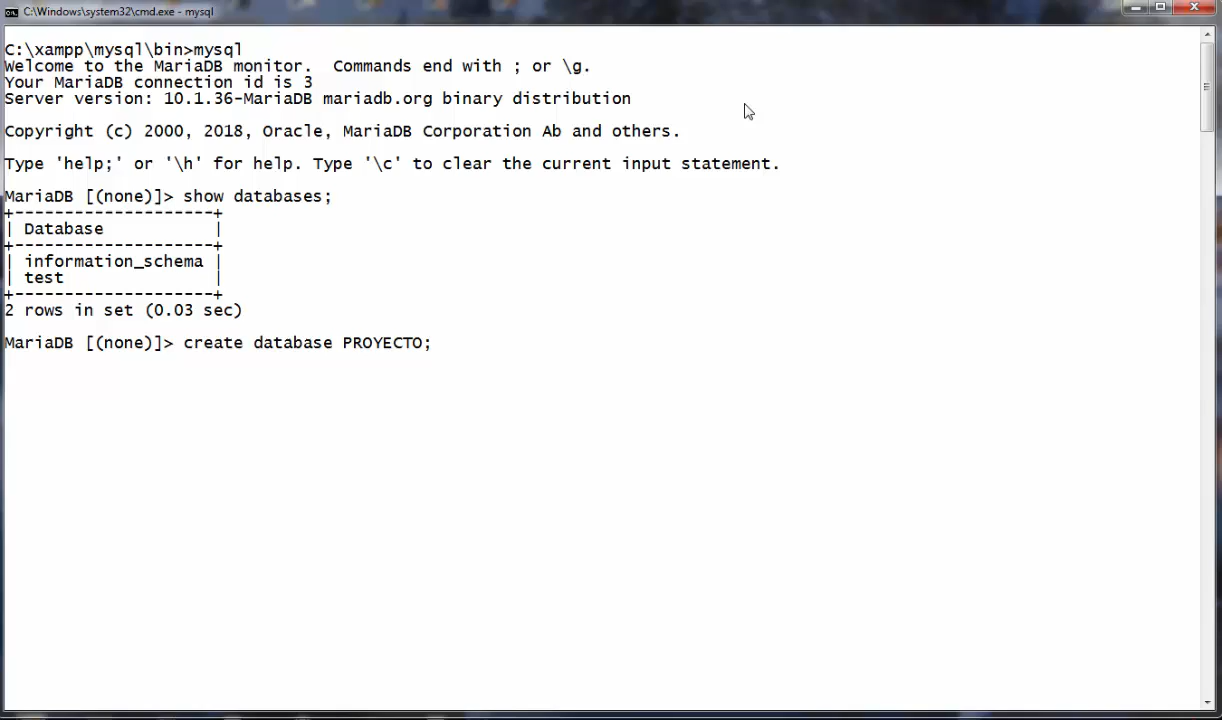 C:\Windows\system32\cmd.exe - mysql
C:\xampp\mysql\bin>mysql
Welcome to the MariaDB monitor.  Commands end with ; or \g.
Your MariaDB connection id is 3
Server version: 10.1.36-MariaDB mariadb.org binary distribution
Copyright (c) 2000, 2018, Oracle, MariaDB Corporation Ab and others.
Type 'help;' or '\h' for help. Type '\c' to clear the current input statement.
MariaDB [(none)]> show databases;
+--------------------+
| Database           |
+--------------------+
| information_schema |
| test               |
+--------------------+
2 rows in set (0.03 sec)
MariaDB [(none)]> create database PROYECTO;